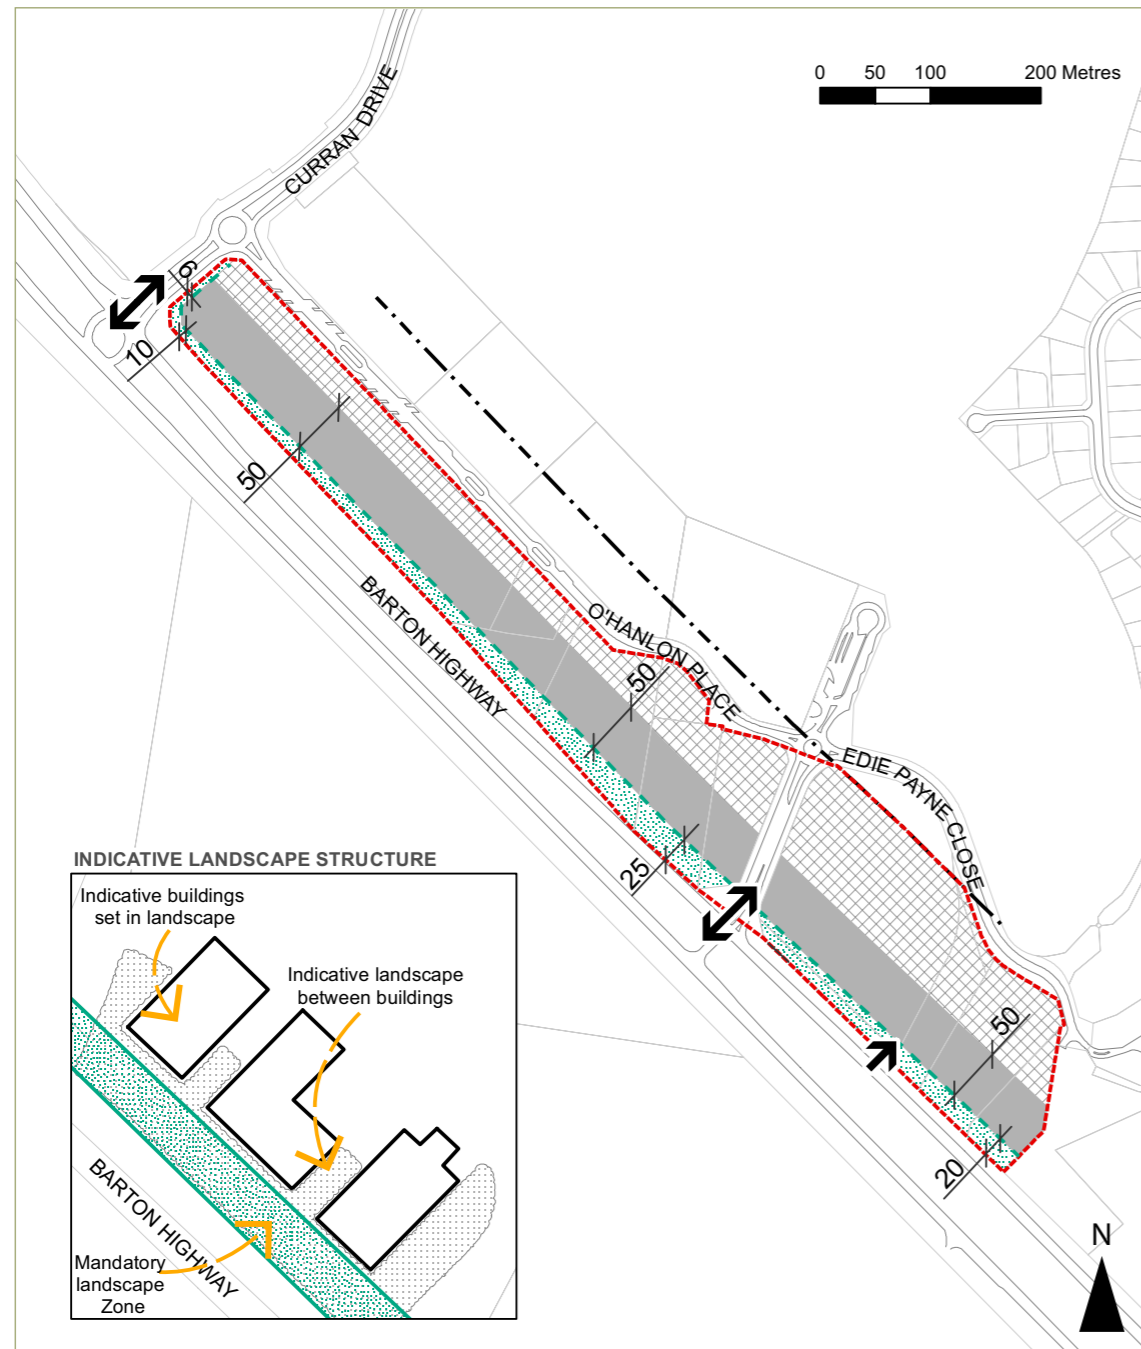 0 50 100 200 Metres
CURRAN DRIVE
6
10
50
BARTON HIGHWAY
O'HANLON PLACE
50
EDIE PAYNE CLOSE
25
50
20
INDICATIVE LANDSCAPE STRUCTURE
Indicative buildings
set in landscape
Indicative landscape
between buildings
BARTON HIGHWAY
Mandatory
landscape
Zone
N